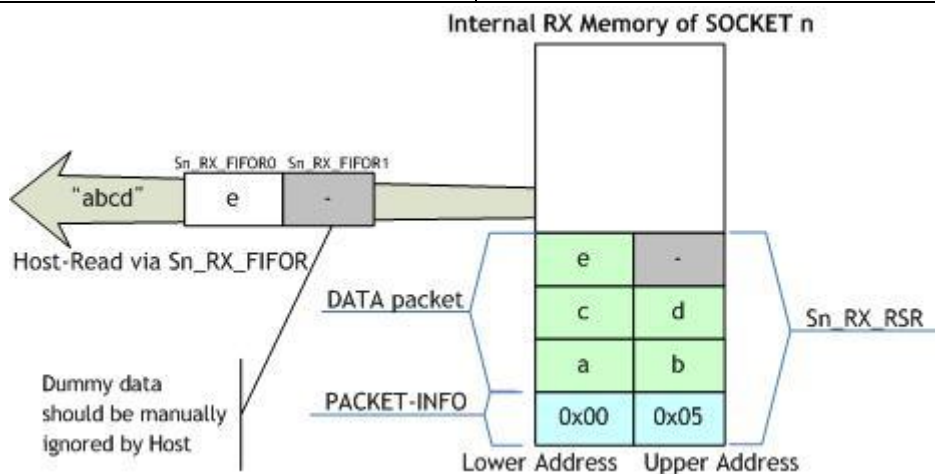 Internal RX Memory of SOCKET n
Sn_RX_FIFOR0 Sn_RX_FIFOR1
"abcd" e -
Host-Read via Sn_RX_FIFOR
e -
DATA packet
c d
Sn_RX_RSR
a b
Dummy data
should be manually
ignored by Host
PACKET-INFO
0x00 0x05
Lower Address Upper Address